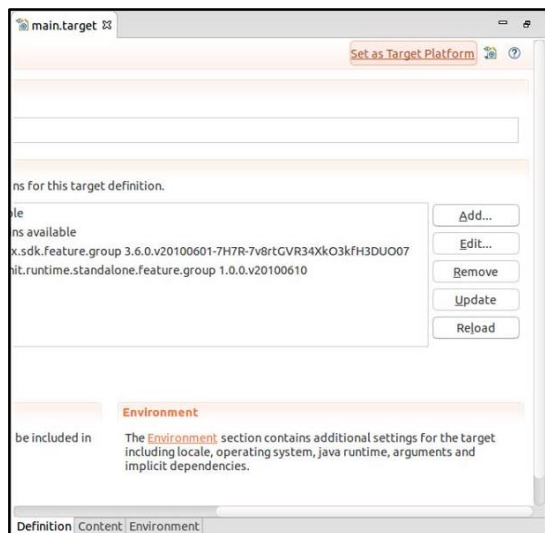 main.target
Set as Target Platform
ns for this target definition.
ole
ns available
x.sdk.feature.group 3.6.0.v20100601-7H7R-7v8rtGVR34XkO3kfH3DUO07
nit.runtime.standalone.feature.group 1.0.0.v20100610
Add...
Edit...
Remove
Update
Reload
Environment
be included in
The Environment section contains additional settings for the target
including locale, operating system, java runtime, arguments and
implicit dependencies.
Definition Content Environment